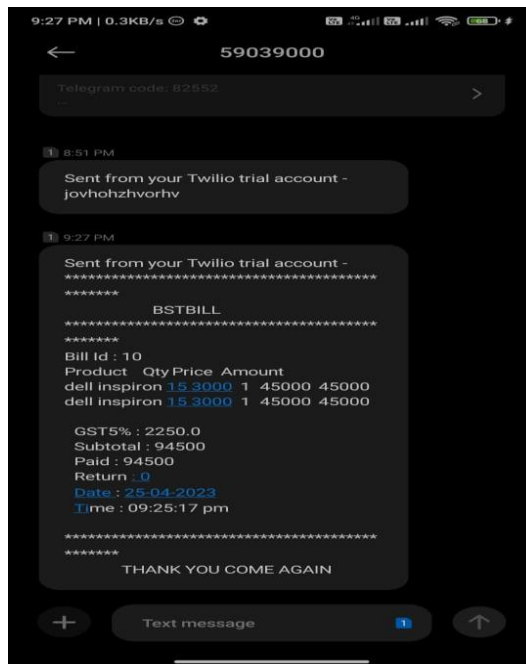 9:27 PM | 0.3KB/s
59039000
Telegram code: 82552
...
1 8:51 PM
Sent from your Twilio trial account -
jovhohzhvorhv
1 9:27 PM
Sent from your Twilio trial account -
****************************************
*******
BSTBILL
****************************************
*******
Bill Id : 10
Product Qty Price Amount
dell inspiron 15 3000 1 45000 45000
dell inspiron 15 3000 1 45000 45000
GST5% : 2250.0
Subtotal : 94500
Paid : 94500
Return : 0
Date : 25-04-2023
Time : 09:25:17 pm
****************************************
*******
THANK YOU COME AGAIN
Text message
1